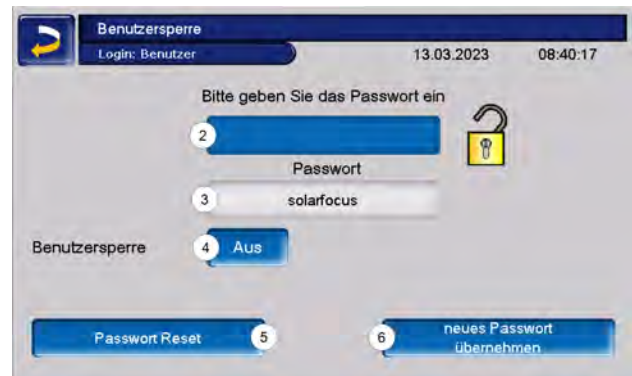 Benutzersperre
Login: Benutzer 13.03.2023 08:40:17
Bitte geben Sie das Passwort ein
2
Passwort
3 solarfocus
Benutzersperre 4 Aus
Passwort Reset 5
6 neues Passwort
übernehmen